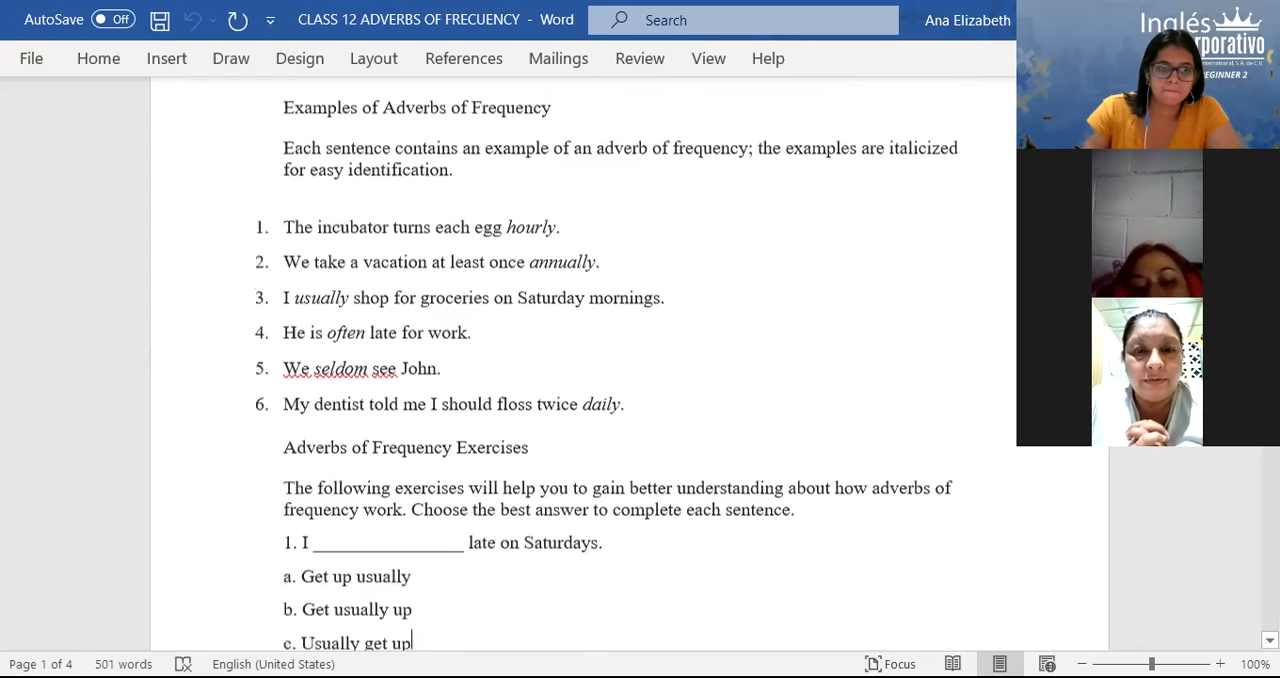 AutoSave Off CLASS 12 ADVERBS OF FRECUENCY - Word Search Ana Elizabeth
File Home Insert Draw Design Layout References Mailings Review View Help
Inglés
rporativo
International, S.A. de C.V.
EGINNER 2
Examples of Adverbs of Frequency
Each sentence contains an example of an adverb of frequency; the examples are italicized
for easy identification.
1. The incubator turns each egg hourly.
2. We take a vacation at least once annually.
3. I usually shop for groceries on Saturday mornings.
4. He is often late for work.
5. We seldom see John.
6. My dentist told me I should floss twice daily.
Adverbs of Frequency Exercises
The following exercises will help you to gain better understanding about how adverbs of
frequency work. Choose the best answer to complete each sentence.
1. I ________________ late on Saturdays.
a. Get up usually
b. Get usually up
c. Usually get up
Page 1 of 4 501 words English (United States) Focus 100%